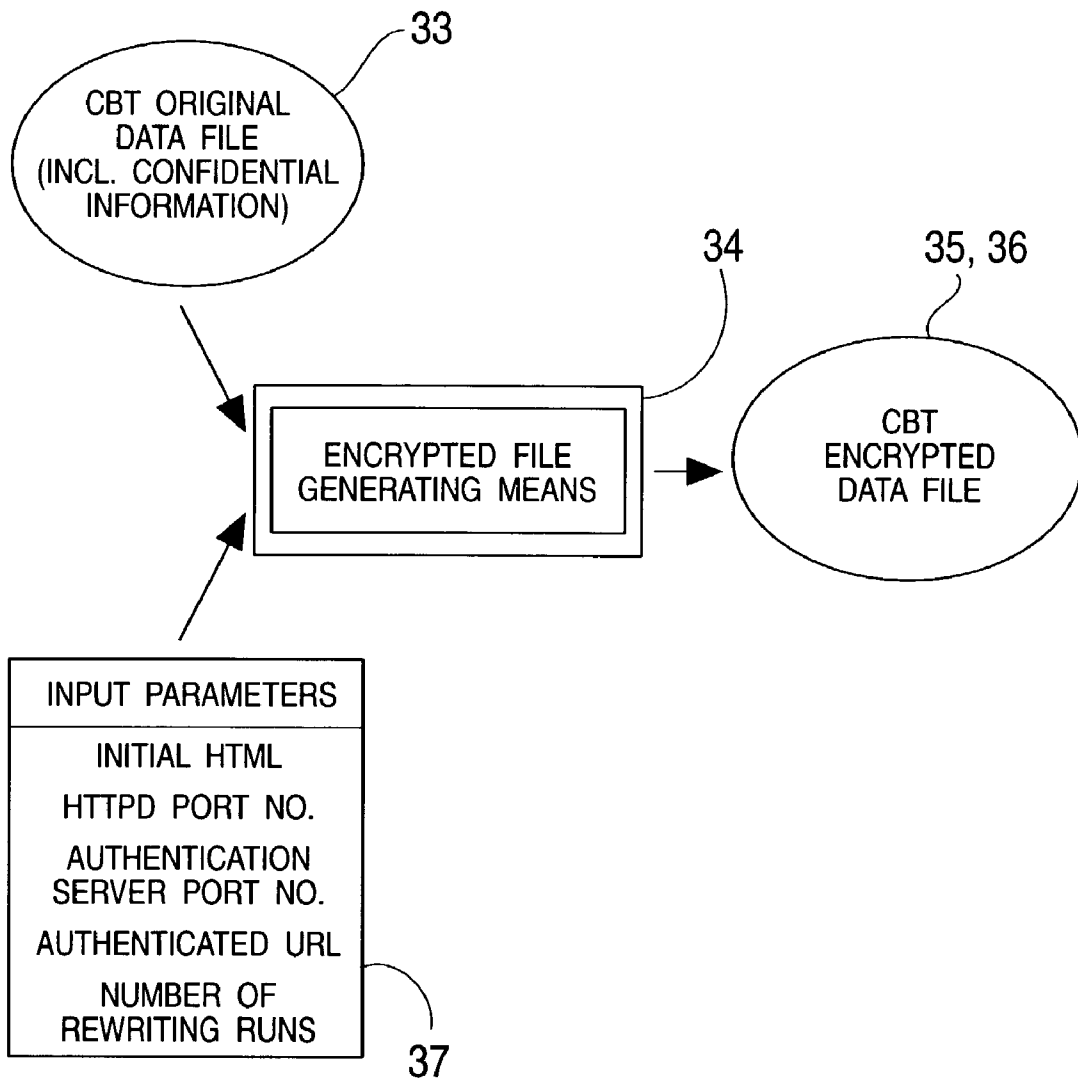 33
CBT ORIGINAL
DATA FILE
(INCL. CONFIDENTIAL
INFORMATION)
34
35, 36
ENCRYPTED FILE
GENERATING MEANS
CBT
ENCRYPTED
DATA FILE
INPUT PARAMETERS
INITIAL HTML
HTTPD PORT NO.
AUTHENTICATION
SERVER PORT NO.
AUTHENTICATED URL
NUMBER OF
REWRITING RUNS
37